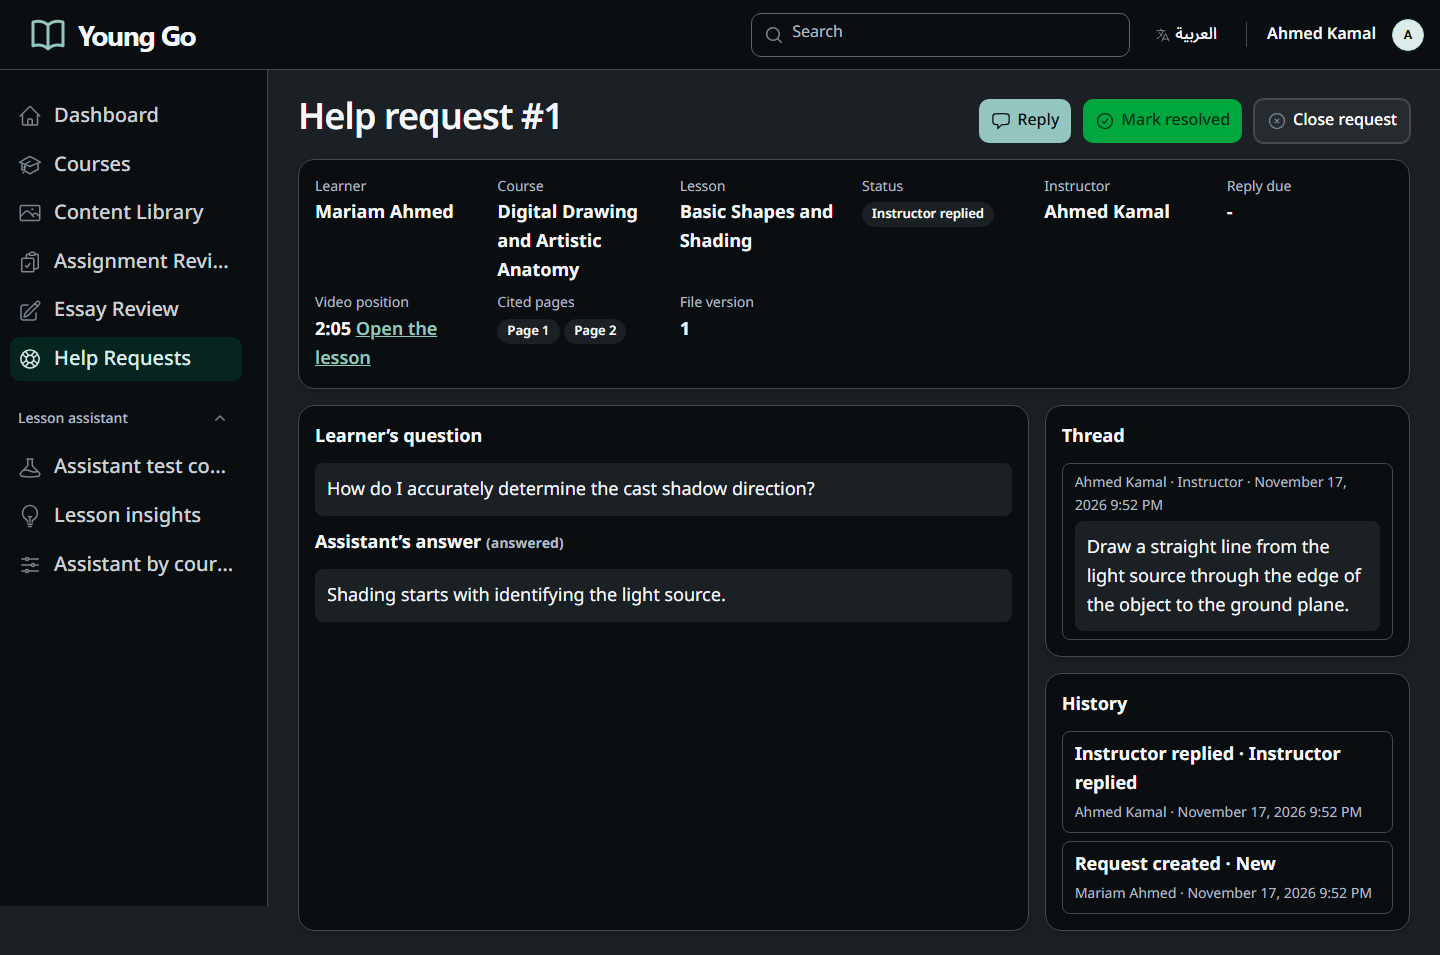 Young Go
Search
العربية
Ahmed Kamal
A
Dashboard
Courses
Content Library
Assignment Revi...
Essay Review
Help Requests
Lesson assistant
Assistant test co...
Lesson insights
Assistant by cour...
Help request #1
Reply
Mark resolved
Close request
Learner
Mariam Ahmed
Course
Digital Drawing
and Artistic
Anatomy
Lesson
Basic Shapes and
Shading
Status
Instructor replied
Instructor
Ahmed Kamal
Reply due
-
Video position
2:05 Open the
lesson
Cited pages
Page 1 Page 2
File version
1
Learner’s question
How do I accurately determine the cast shadow direction?
Assistant’s answer (answered)
Shading starts with identifying the light source.
Thread
Ahmed Kamal · Instructor · November 17,
2026 9:52 PM
Draw a straight line from the
light source through the edge of
the object to the ground plane.
History
Instructor replied · Instructor
replied
Ahmed Kamal · November 17, 2026 9:52 PM
Request created · New
Mariam Ahmed · November 17, 2026 9:52 PM